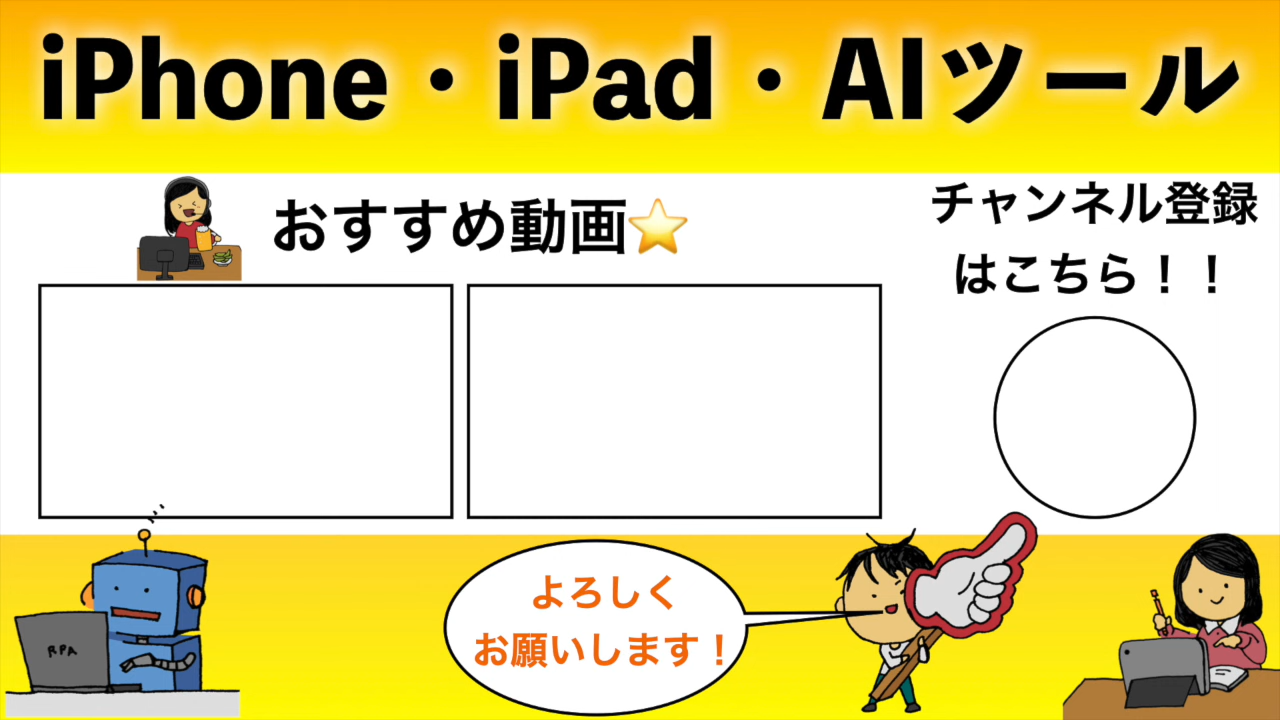 iPhone・iPad・AIツール
おすすめ動画⭐
チャンネル登録
はこちら！！
よろしく
お願いします！
RPA